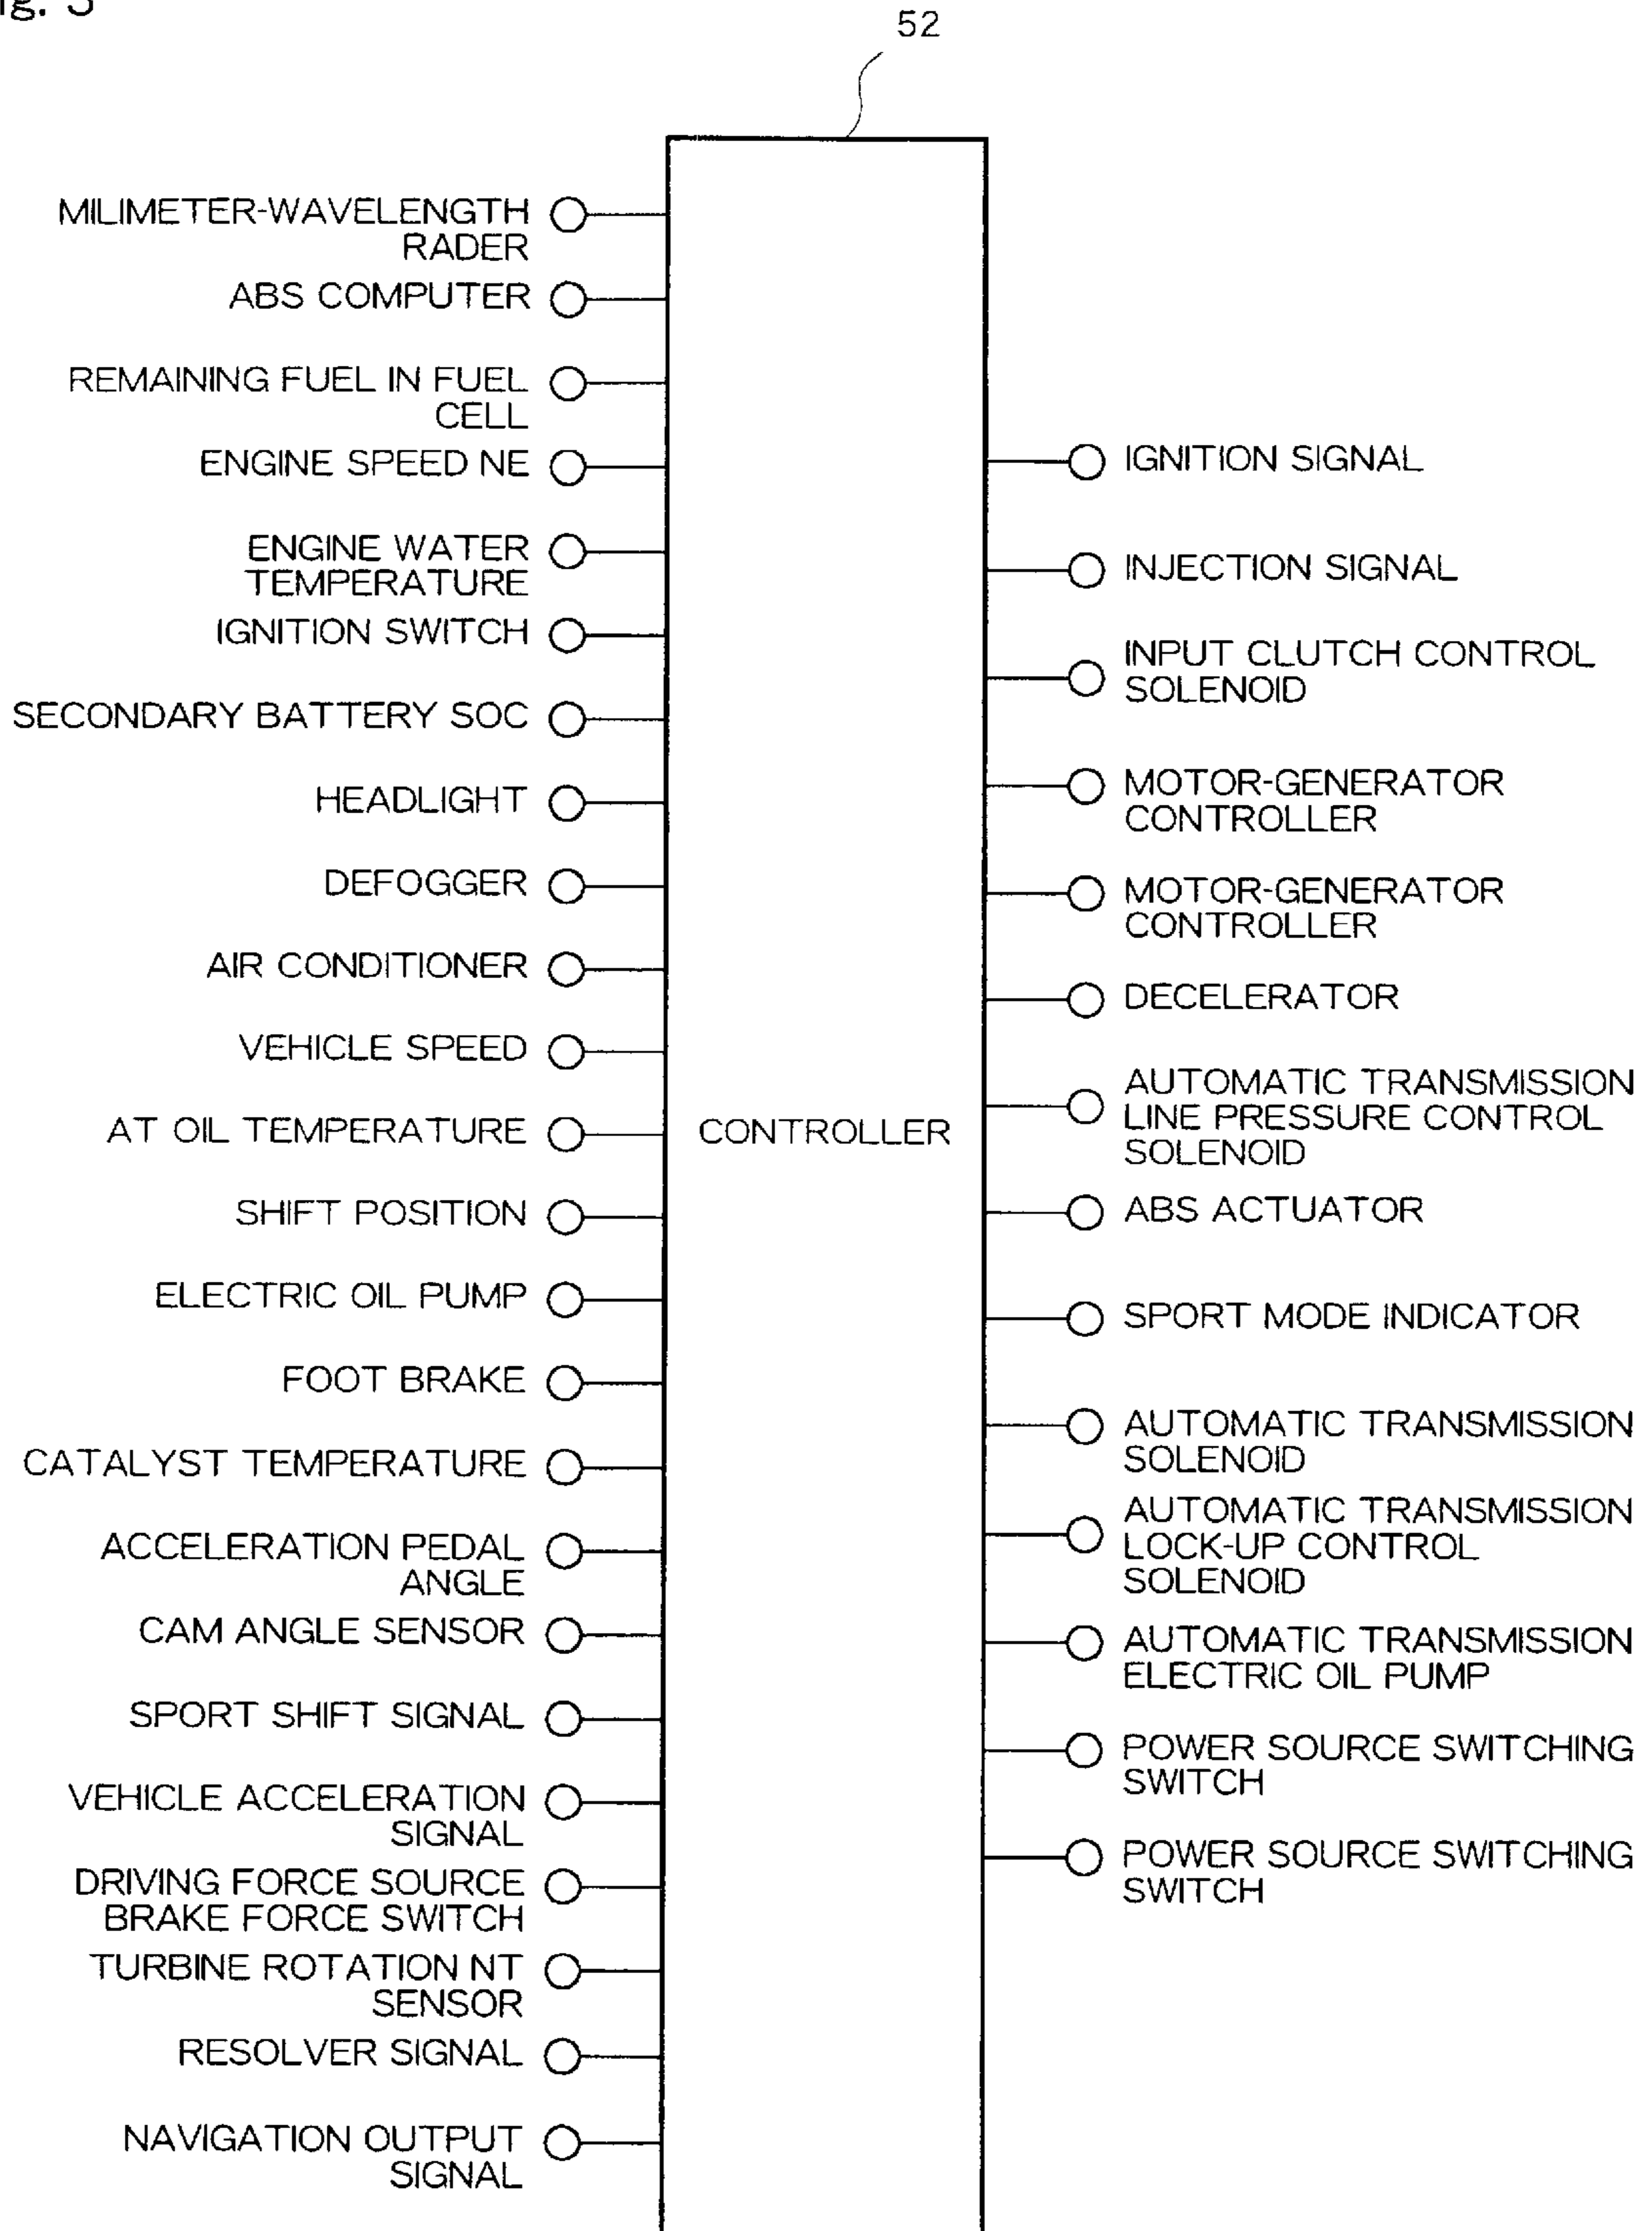 52
MILIMETER-WAVELENGTH
RADER
ABS COMPUTER
REMAINING FUEL IN FUEL
CELL
ENGINE SPEED NE
ENGINE WATER
TEMPERATURE
IGNITION SWITCH
SECONDARY BATTERY SOC
HEADLIGHT
DEFOGGER
AIR CONDITIONER
VEHICLE SPEED
AT OIL TEMPERATURE
SHIFT POSITION
ELECTRIC OIL PUMP
FOOT BRAKE
CATALYST TEMPERATURE
ACCELERATION PEDAL
ANGLE
CAM ANGLE SENSOR
SPORT SHIFT SIGNAL
VEHICLE ACCELERATION
SIGNAL
DRIVING FORCE SOURCE
BRAKE FORCE SWITCH
TURBINE ROTATION NT
SENSOR
RESOLVER SIGNAL
NAVIGATION OUTPUT
SIGNAL
CONTROLLER
IGNITION SIGNAL
INJECTION SIGNAL
INPUT CLUTCH CONTROL
SOLENOID
MOTOR-GENERATOR
CONTROLLER
MOTOR-GENERATOR
CONTROLLER
DECELERATOR
AUTOMATIC TRANSMISSION
LINE PRESSURE CONTROL
SOLENOID
ABS ACTUATOR
SPORT MODE INDICATOR
AUTOMATIC TRANSMISSION
SOLENOID
AUTOMATIC TRANSMISSION
LOCK-UP CONTROL
SOLENOID
AUTOMATIC TRANSMISSION
ELECTRIC OIL PUMP
POWER SOURCE SWITCHING
SWITCH
POWER SOURCE SWITCHING
SWITCH